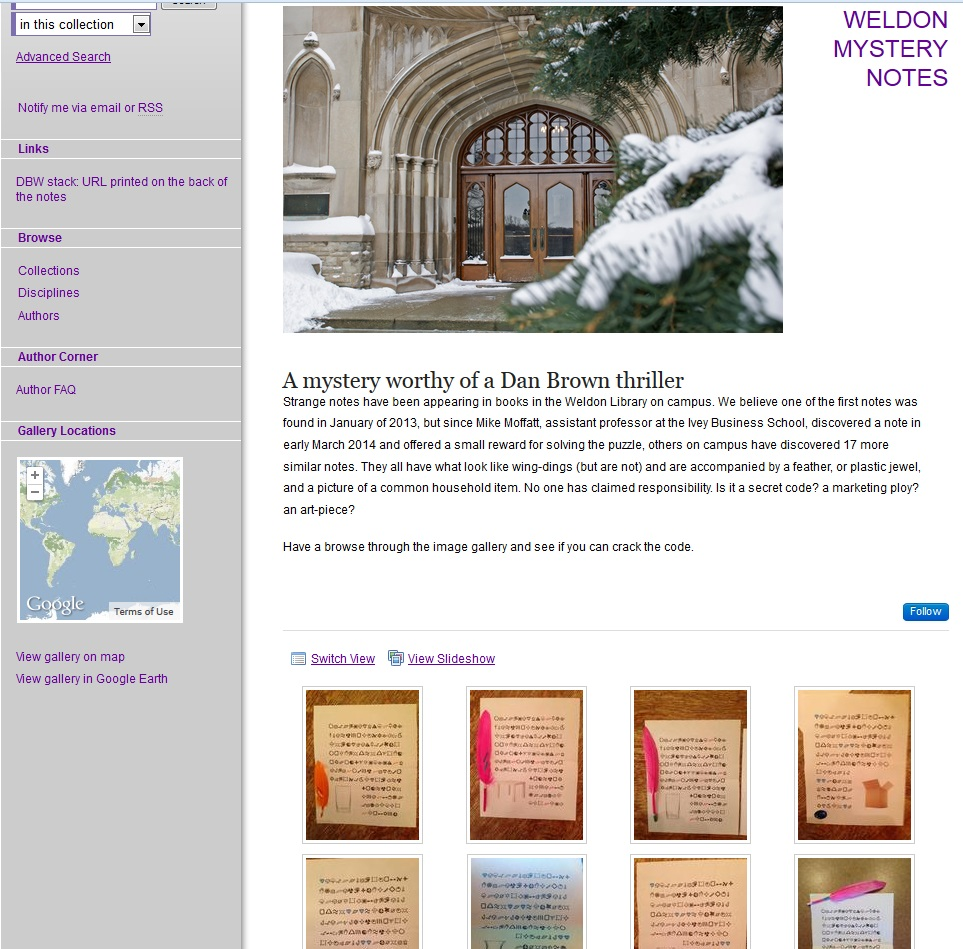 Search
in this collection
Advanced Search
Notify me via email or RSS
Links
DBW stack: URL printed on the back of
the notes
Browse
Collections
Disciplines
Authors
Author Corner
Author FAQ
Gallery Locations
+
−
Google
Terms of Use
View gallery on map
View gallery in Google Earth
WELDON
MYSTERY
NOTES
A mystery worthy of a Dan Brown thriller
Strange notes have been appearing in books in the Weldon Library on campus. We believe one of the first notes was
found in January of 2013, but since Mike Moffatt, assistant professor at the Ivey Business School, discovered a note in
early March 2014 and offered a small reward for solving the puzzle, others on campus have discovered 17 more
similar notes. They all have what look like wing-dings (but are not) and are accompanied by a feather, or plastic jewel,
and a picture of a common household item. No one has claimed responsibility. Is it a secret code? a marketing ploy?
an art-piece?
Have a browse through the image gallery and see if you can crack the code.
Follow
Switch View
View Slideshow